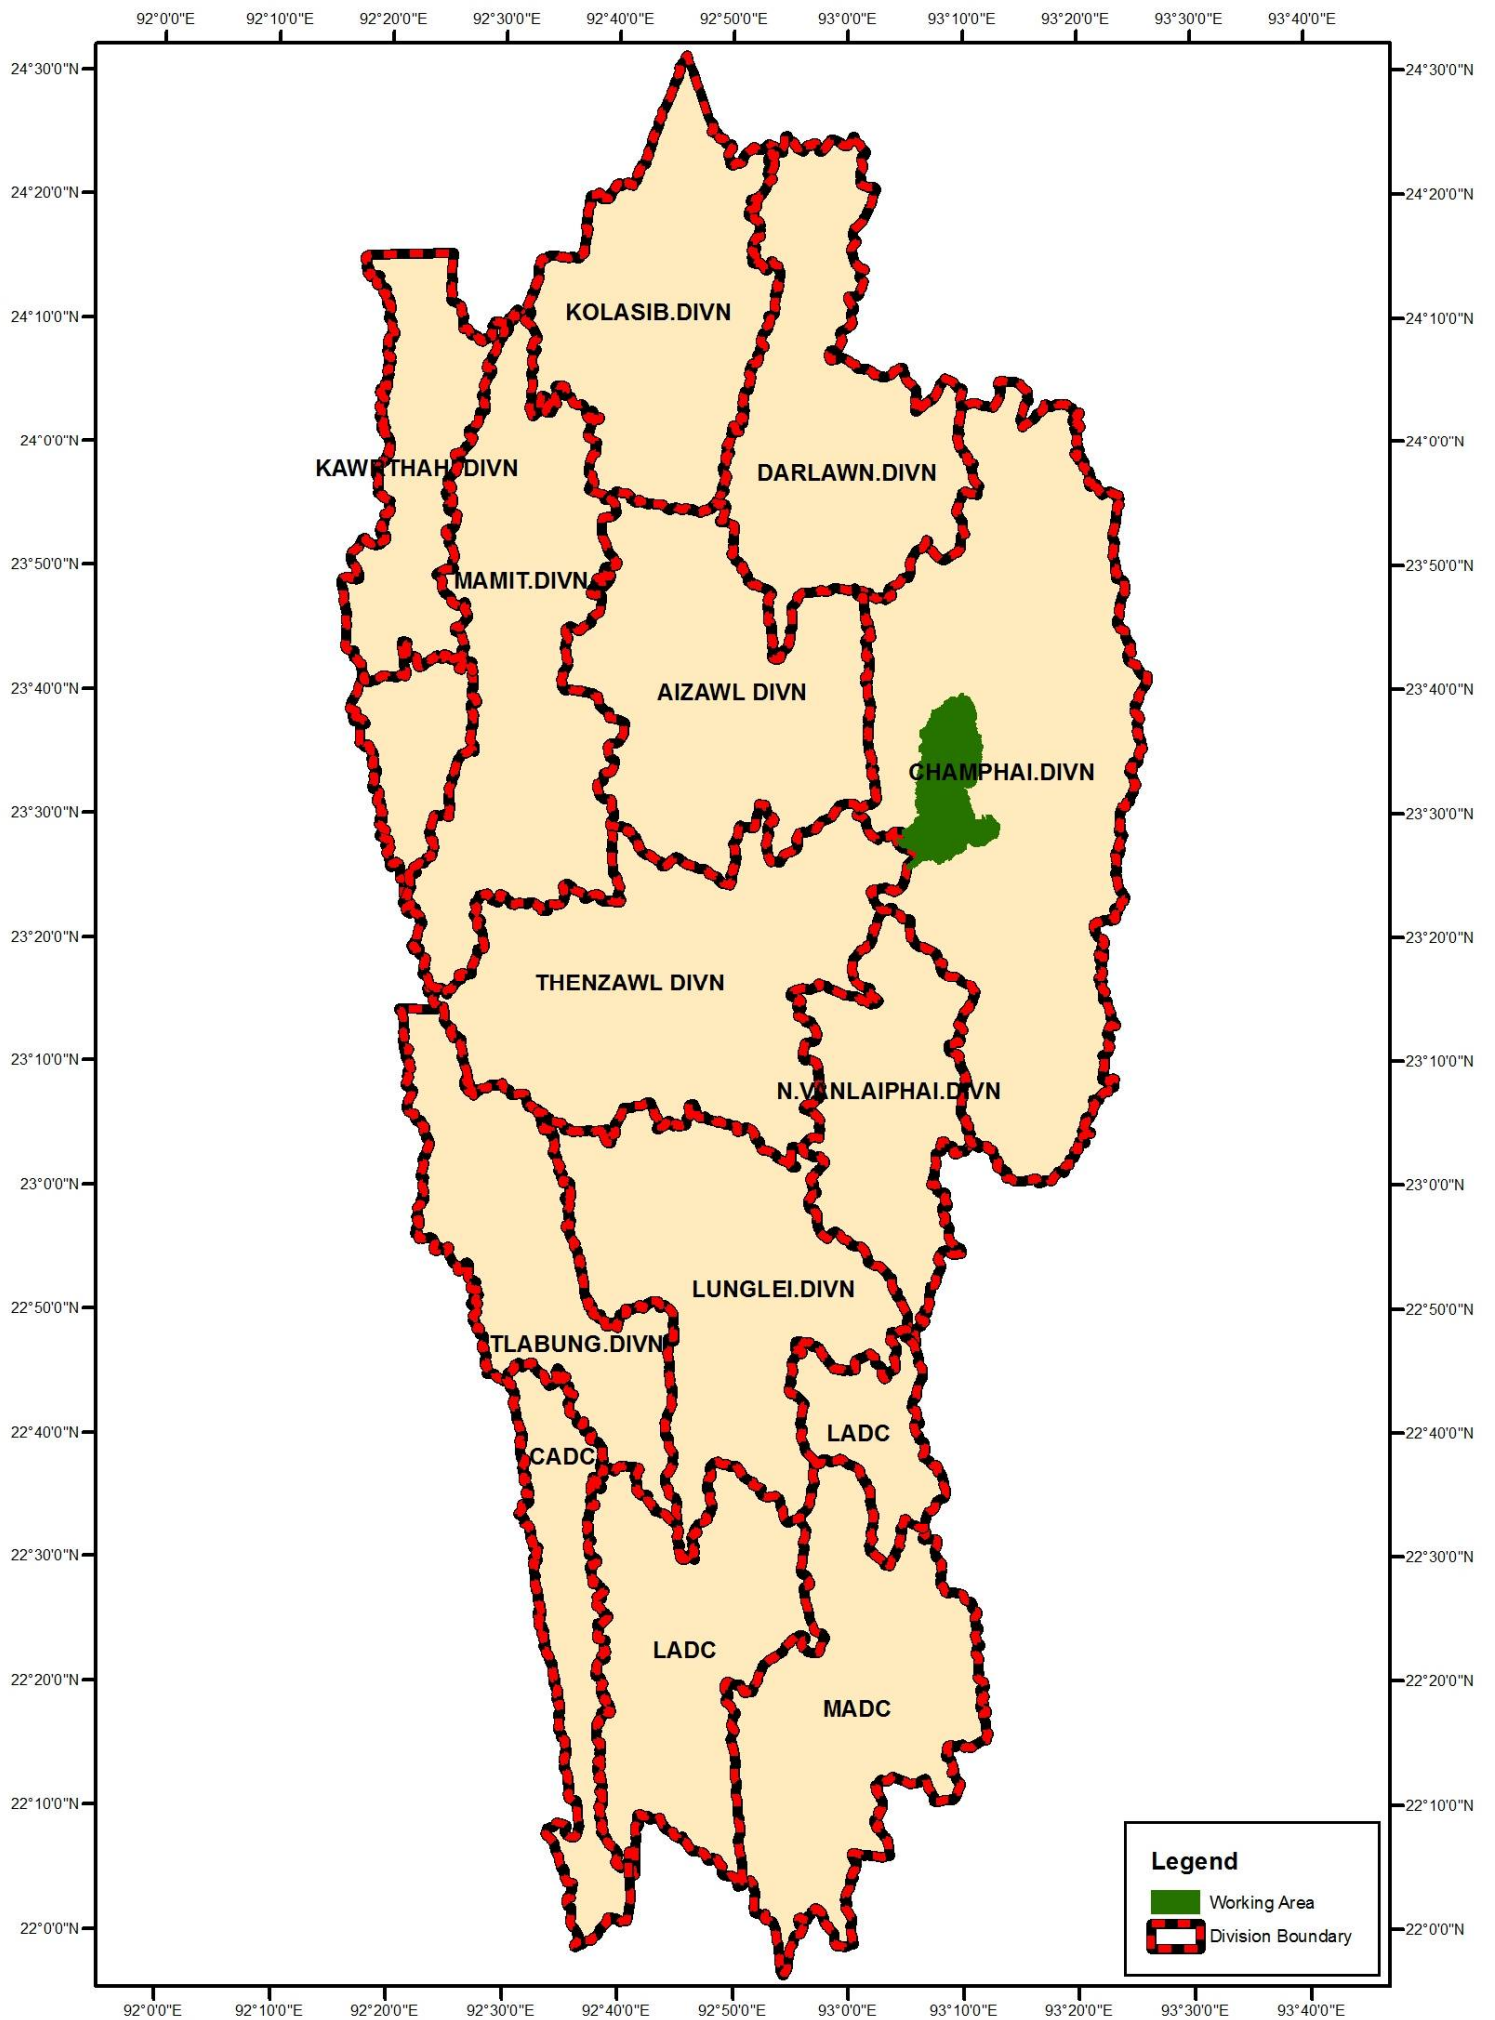 92°0'0"E 92°10'0"E 92°20'0"E 92°30'0"E 92°40'0"E 92°50'0"E 93°0'0"E 93°10'0"E 93°20'0"E 93°30'0"E 93°40'0"E
24°30'0"N 24°30'0"N
24°20'0"N 24°20'0"N
24°10'0"N KOLASIB.DIVN 24°10'0"N
24°0'0"N 24°0'0"N
KAWRTHAH.DIVN DARLAWN.DIVN
23°50'0"N 23°50'0"N
MAMIT.DIVN
23°40'0"N AIZAWL DIVN 23°40'0"N
CHAMPHAI.DIVN
23°30'0"N 23°30'0"N
23°20'0"N 23°20'0"N
THENZAWL DIVN
23°10'0"N 23°10'0"N
N.VANLAIPHAI.DIVN
23°0'0"N 23°0'0"N
LUNGLEI.DIVN
22°50'0"N 22°50'0"N
TLABUNG.DIVN
22°40'0"N LADC 22°40'0"N
CADC
22°30'0"N 22°30'0"N
LADC
22°20'0"N 22°20'0"N
MADC
22°10'0"N 22°10'0"N
Legend
Working Area
22°0'0"N 22°0'0"N
Division Boundary
92°0'0"E 92°10'0"E 92°20'0"E 92°30'0"E 92°40'0"E 92°50'0"E 93°0'0"E 93°10'0"E 93°20'0"E 93°30'0"E 93°40'0"E